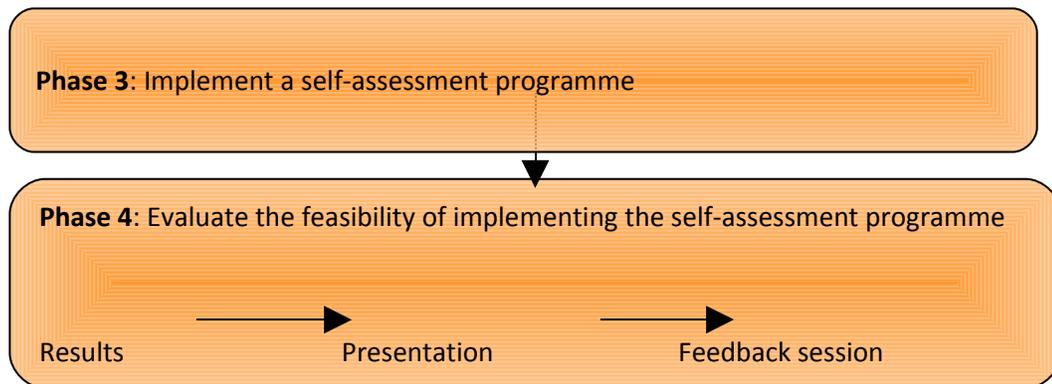 Phase 3: Implement a self-assessment programme
Phase 4: Evaluate the feasibility of implementing the self-assessment programme
Results Presentation Feedback session